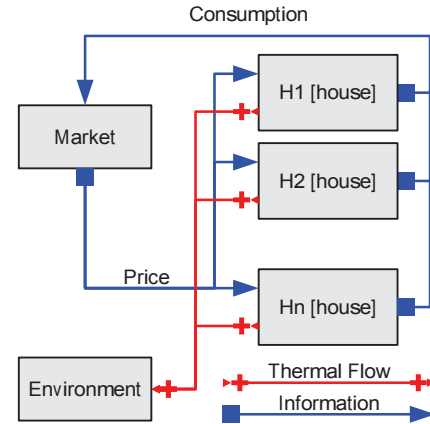 Consumption
H1 [house]
Market
H2 [house]
Price
Hn [house]
Environment
Thermal Flow
Information